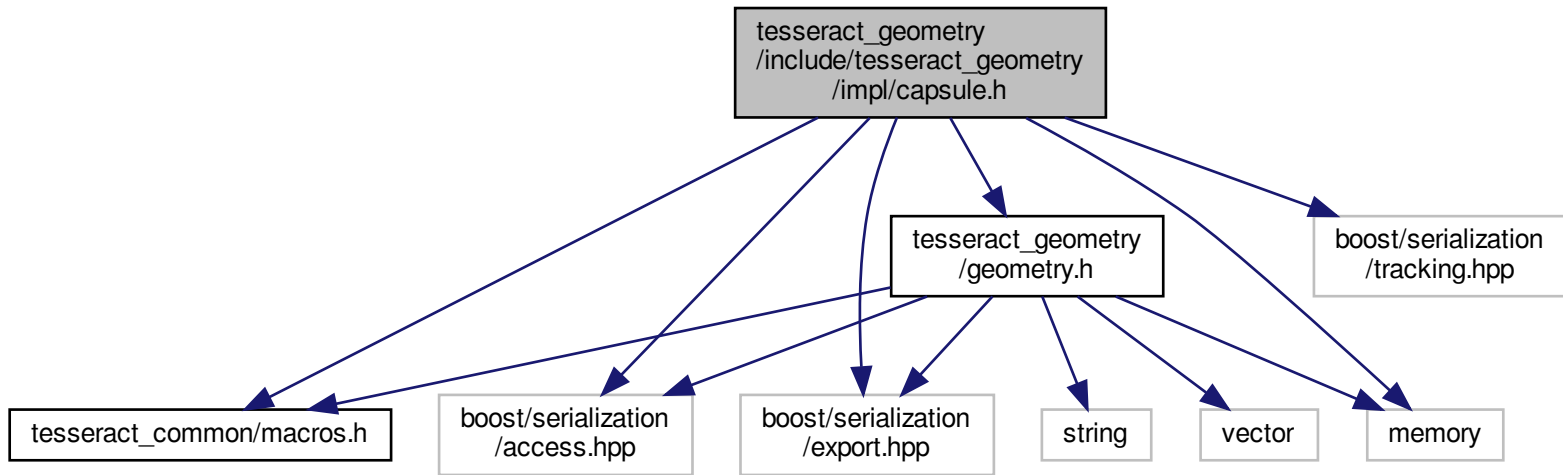 tesseract_geometry
/include/tesseract_geometry
/impl/capsule.h
tesseract_geometry
/geometry.h
boost/serialization
/tracking.hpp
tesseract_common/macros.h
boost/serialization
/access.hpp
boost/serialization
/export.hpp
string
vector
memory